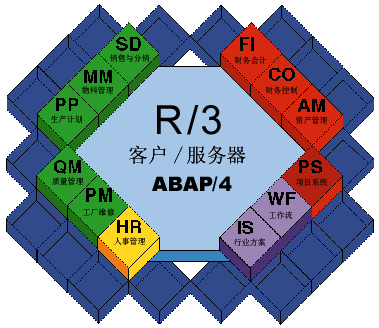 SD
销售与分销
MM
物料管理
PP
生产计划
FI
财务会计
CO
财务控制
AM
资产管理
R/3
客户/服务器
ABAP/4
QM
质量管理
PM
工厂维修
HR
人事管理
PS
项目系统
WF
工作流
IS
行业方案